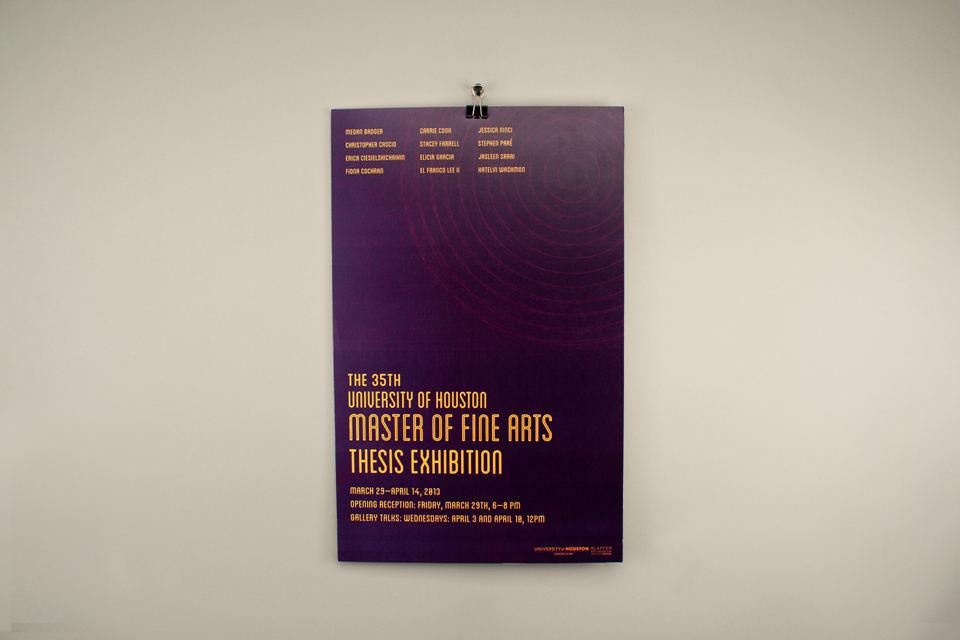 MEGAN BADGER
CHRISTOPHER CASCIO
ERICA CIESIELSKICHAIKIN
FIONA COCHRAN
CARRIE COOK
STACEY FARRELL
ELICIA GARCIA
EL FRANCO LEE II
JESSICA NINCI
STEPHEN PARÉ
JASLEEN SARAI
KATELIN WASHMON
THE 35TH
UNIVERSITY OF HOUSTON
MASTER OF FINE ARTS
THESIS EXHIBITION
MARCH 29—APRIL 14, 2013
OPENING RECEPTION: FRIDAY, MARCH 29TH, 6—8 PM
GALLERY TALKS: WEDNESDAYS: APRIL 3 AND APRIL 10, 12PM
UNIVERSITY of HOUSTON
BLAFFER